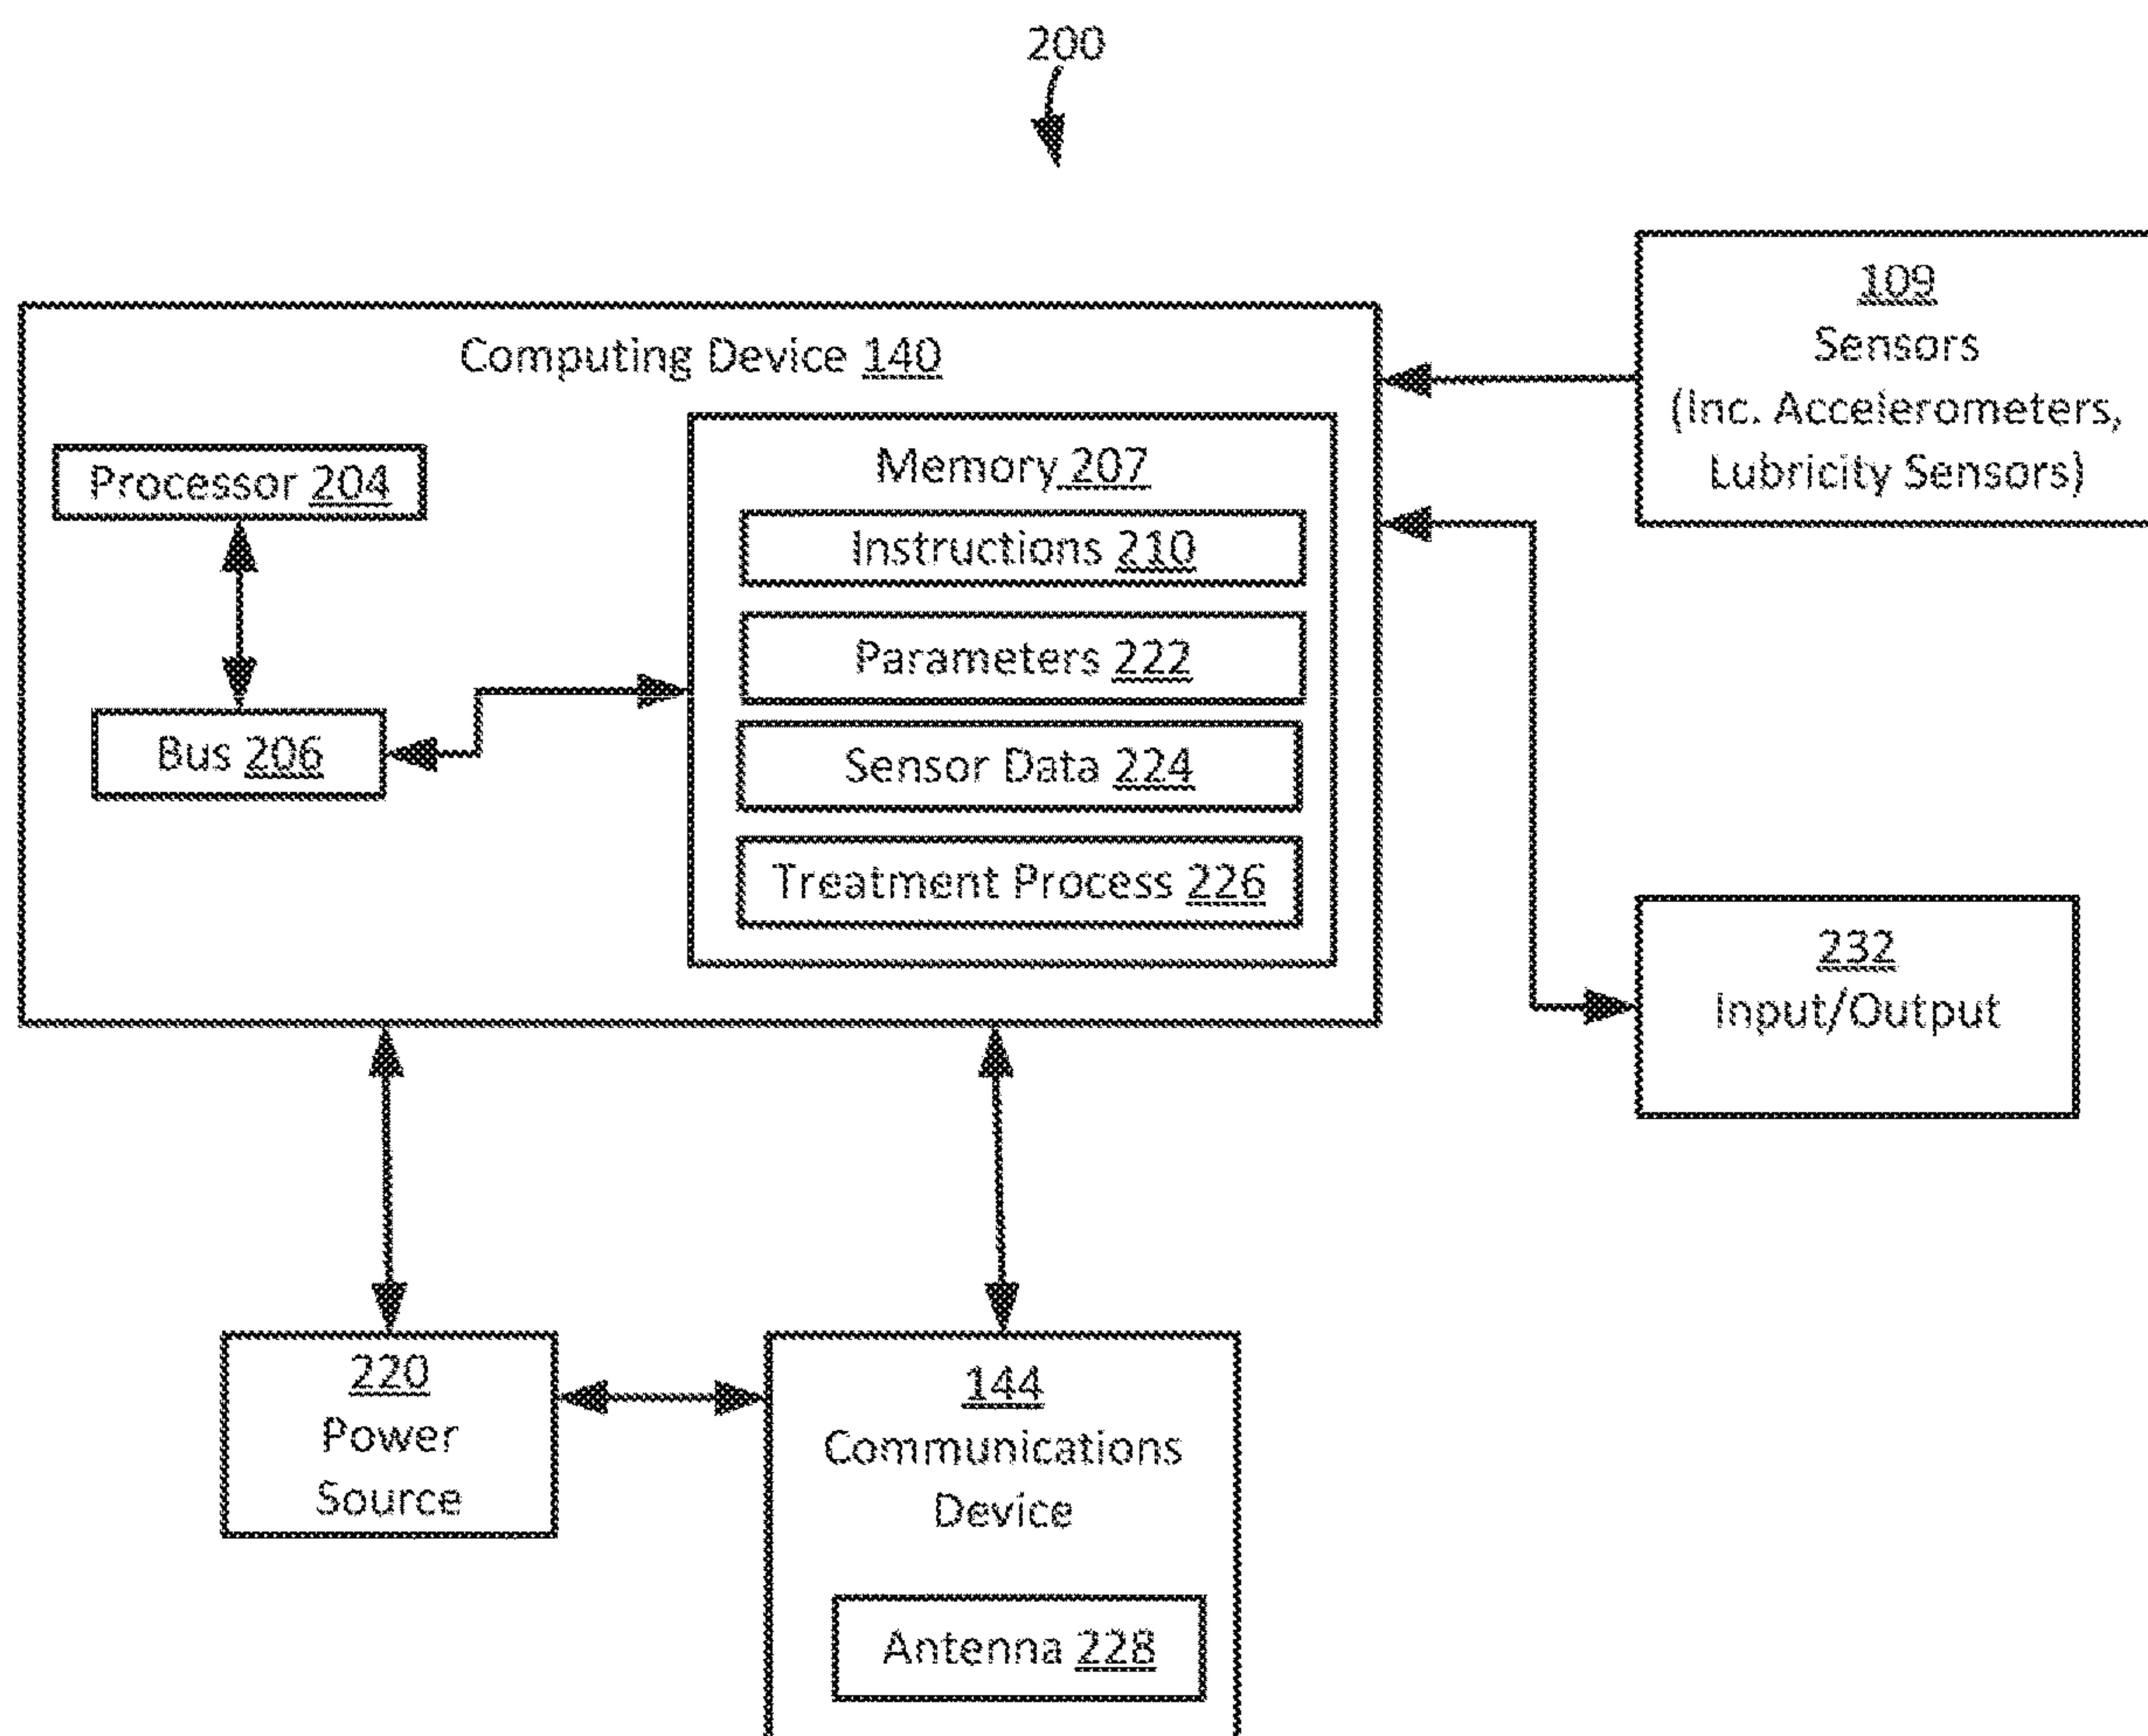 200
109
Sensors
(Inc. Accelerometers,
Lubricity Sensors)
Computing Device 140
Processor 204
Bus 206
Memory 207
Instructions 210
Parameters 222
Sensor Data 224
Treatment Process 226
232
Input/Output
220
Power
Source
144
Communications
Device
Antenna 228